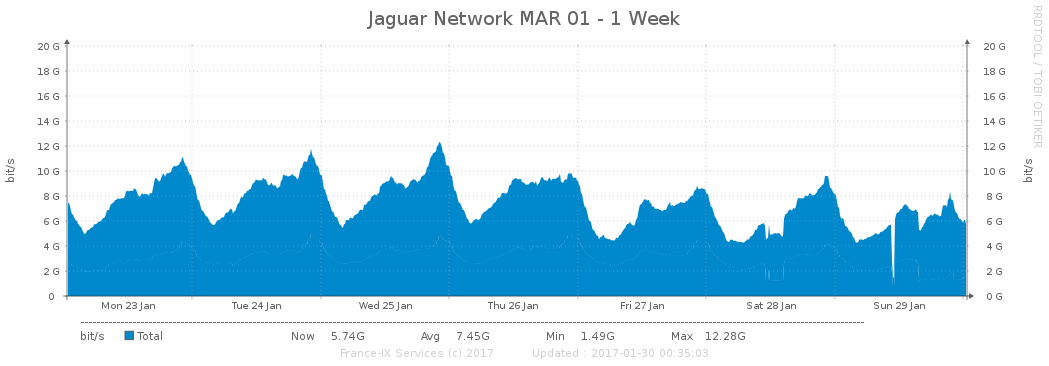 Jaguar Network MAR 01 - 1 Week
RRDTOOL / TOBI OETIKER
bit/s
bit/s
20 G 20 G
18 G 18 G
16 G 16 G
14 G 14 G
12 G 12 G
10 G 10 G
8 G 8 G
6 G 6 G
4 G 4 G
2 G 2 G
0 0 G
Mon 23 Jan Tue 24 Jan Wed 25 Jan Thu 26 Jan Fri 27 Jan Sat 28 Jan Sun 29 Jan
bit/s Total Now 5.74G Avg 7.45G Min 1.49G Max 12.28G
France-IX Services (c) 2017 Updated : 2017-01-30 00:35:03